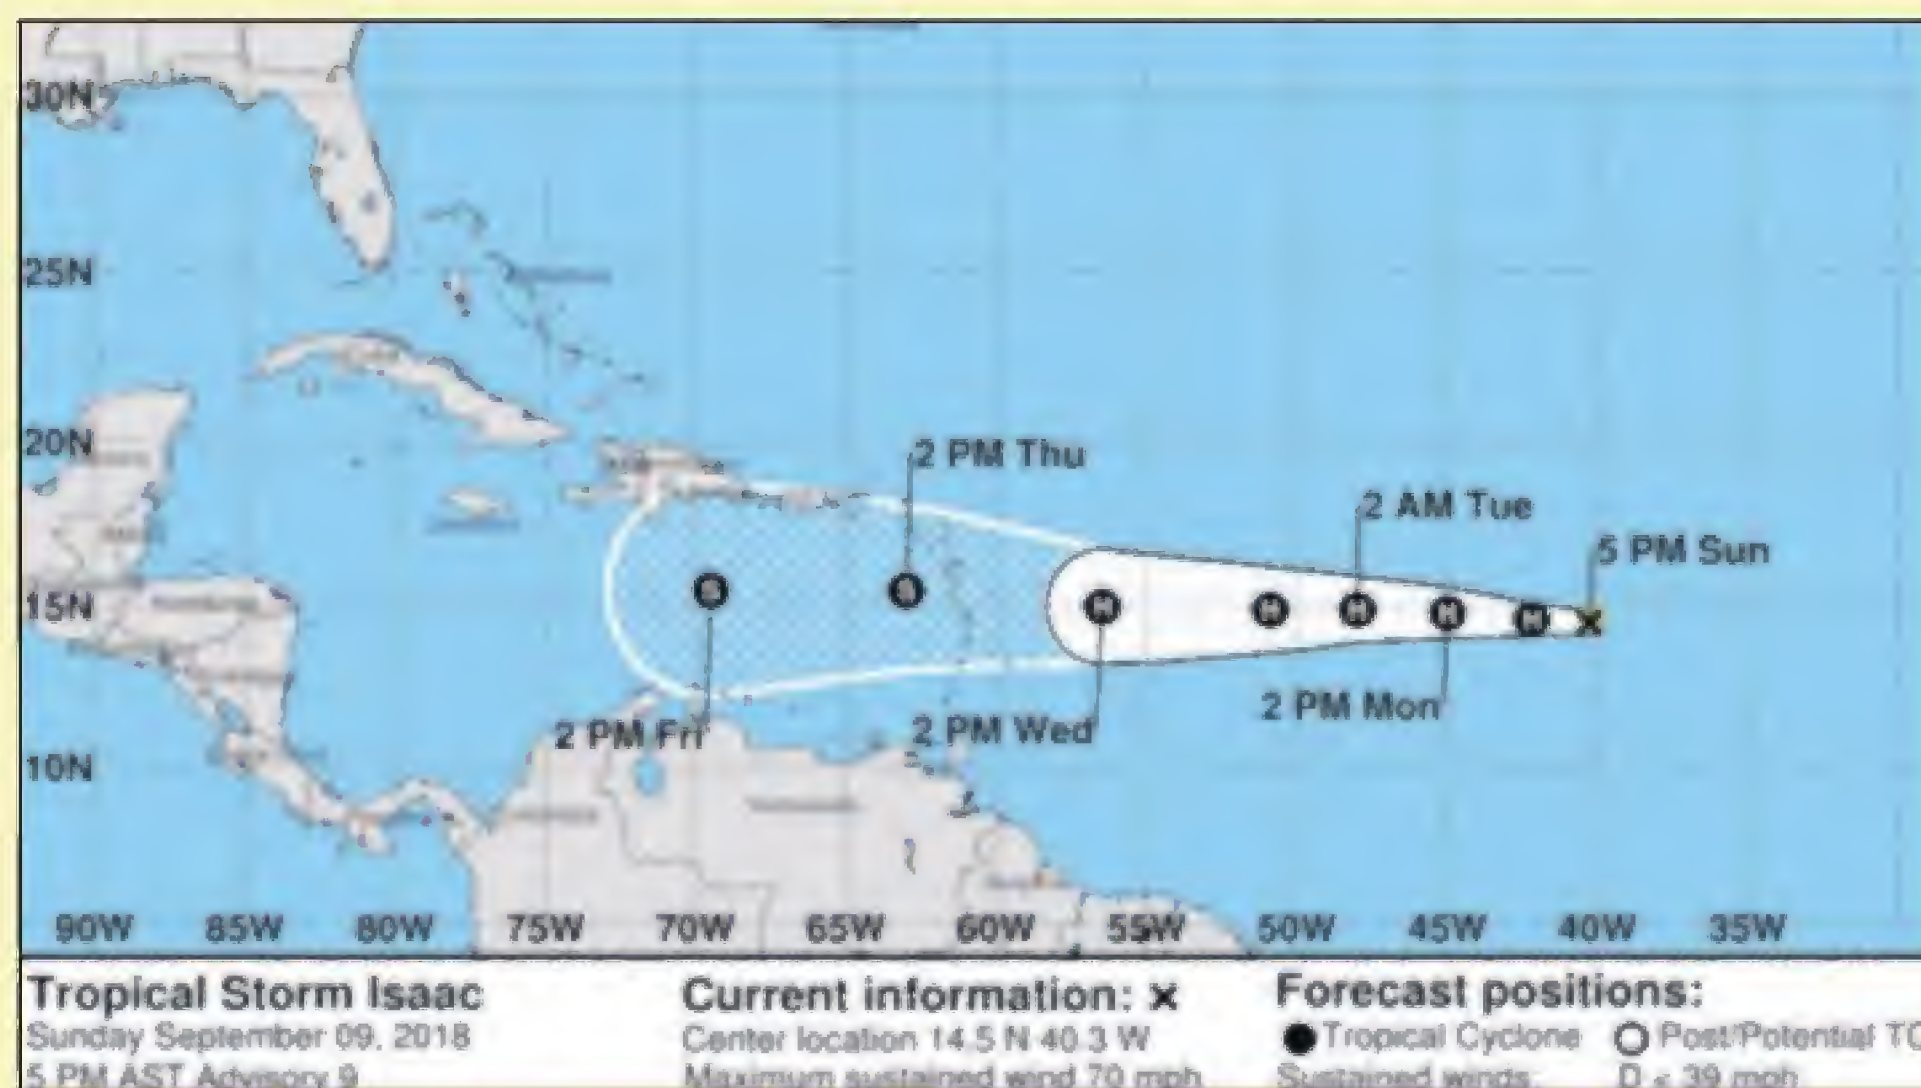 30N
25N
20N
15N
10N
2 PM Thu
2 AM Tue
5 PM Sun
2 PM Fri
2 PM Wed
2 PM Mon
S S H H H H H
90W 85W 80W 75W 70W 65W 60W 55W 50W 45W 40W 35W
Tropical Storm Isaac
Sunday September 09, 2018
5 PM AST Advisory 9
Current information: x
Center location 14.5 N 40.3 W
Maximum sustained wind 70 mph
Forecast positions:
Tropical Cyclone Post/Potential TC
Sustained winds: D < 39 mph